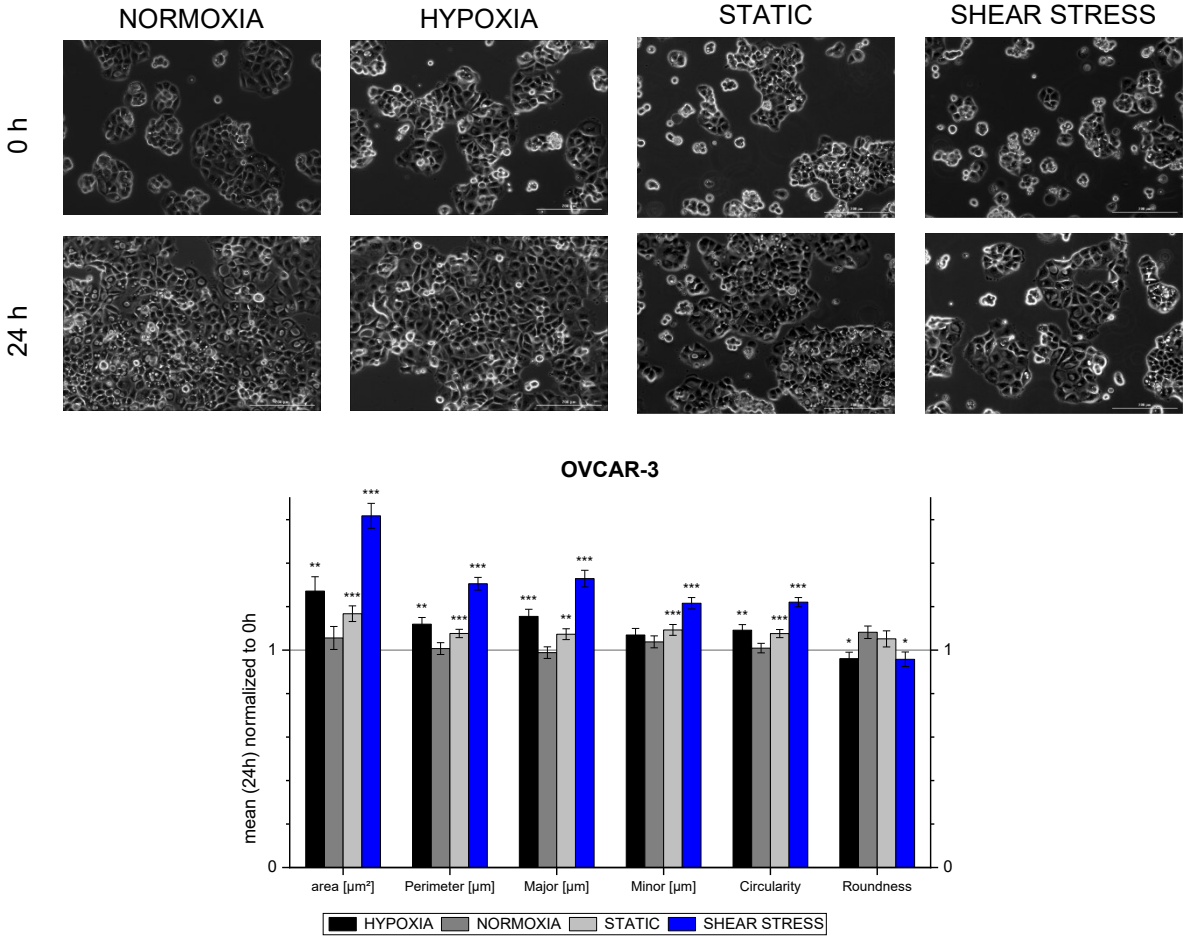 NORMOXIA HYPOXIA STATIC SHEAR STRESS
0 h
24 h
OVCAR-3
mean (24h) normalized to 0h
*** ** *** ** *** *** *** ** *** *** *** ** *** *** * *
1 1
0 0
area [µm²] Perimeter [µm] Major [µm] Minor [µm] Circularity Roundness
HYPOXIA NORMOXIA STATIC SHEAR STRESS